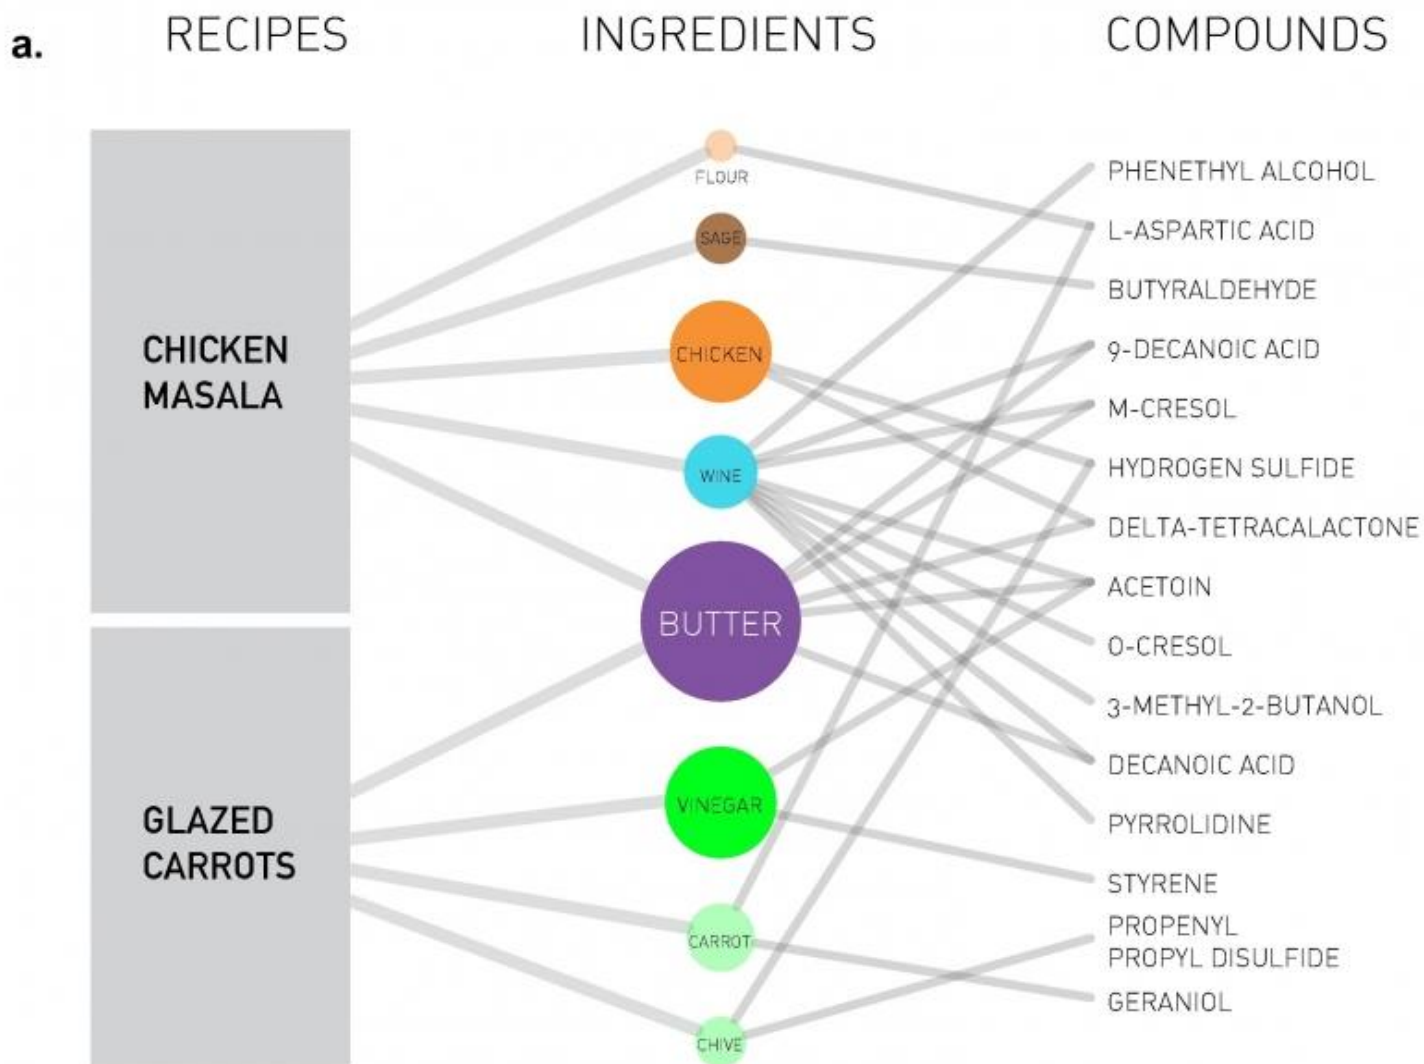 a.
RECIPES
INGREDIENTS
COMPOUNDS
CHICKEN
MASALA
GLAZED
CARROTS
FLOUR
SAGE
CHICKEN
WINE
BUTTER
VINEGAR
CARROT
CHIVE
PHENETHYL ALCOHOL
L-ASPARTIC ACID
BUTYRALDEHYDE
9-DECANOIC ACID
M-CRESOL
HYDROGEN SULFIDE
DELTA-TETRACALACTONE
ACETOIN
O-CRESOL
3-METHYL-2-BUTANOL
DECANOIC ACID
PYRROLIDINE
STYRENE
PROPENYL
PROPYL DISULFIDE
GERANIOL